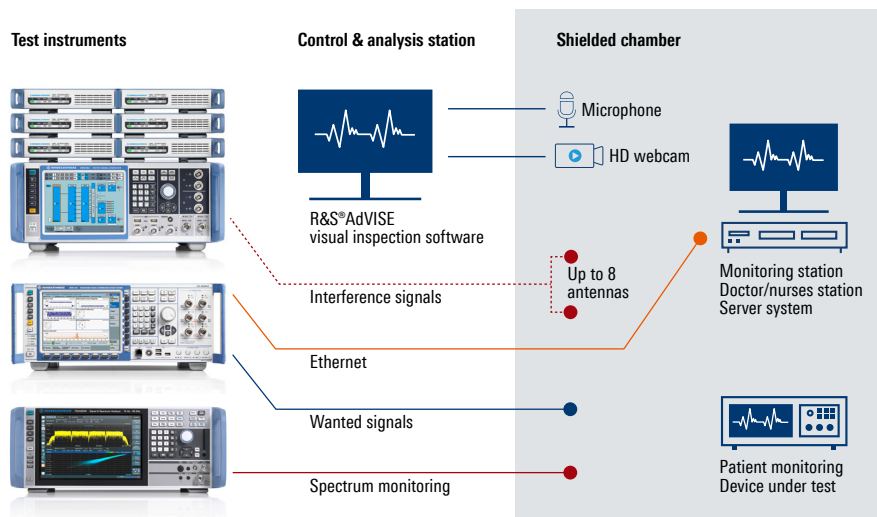 Test instruments
Control & analysis station
Shielded chamber
Microphone
HD webcam
R&S®AdVISE
visual inspection software
Interference signals
Up to 8
antennas
Monitoring station
Doctor/nurses station
Server system
Ethernet
Wanted signals
Spectrum monitoring
Patient monitoring
Device under test